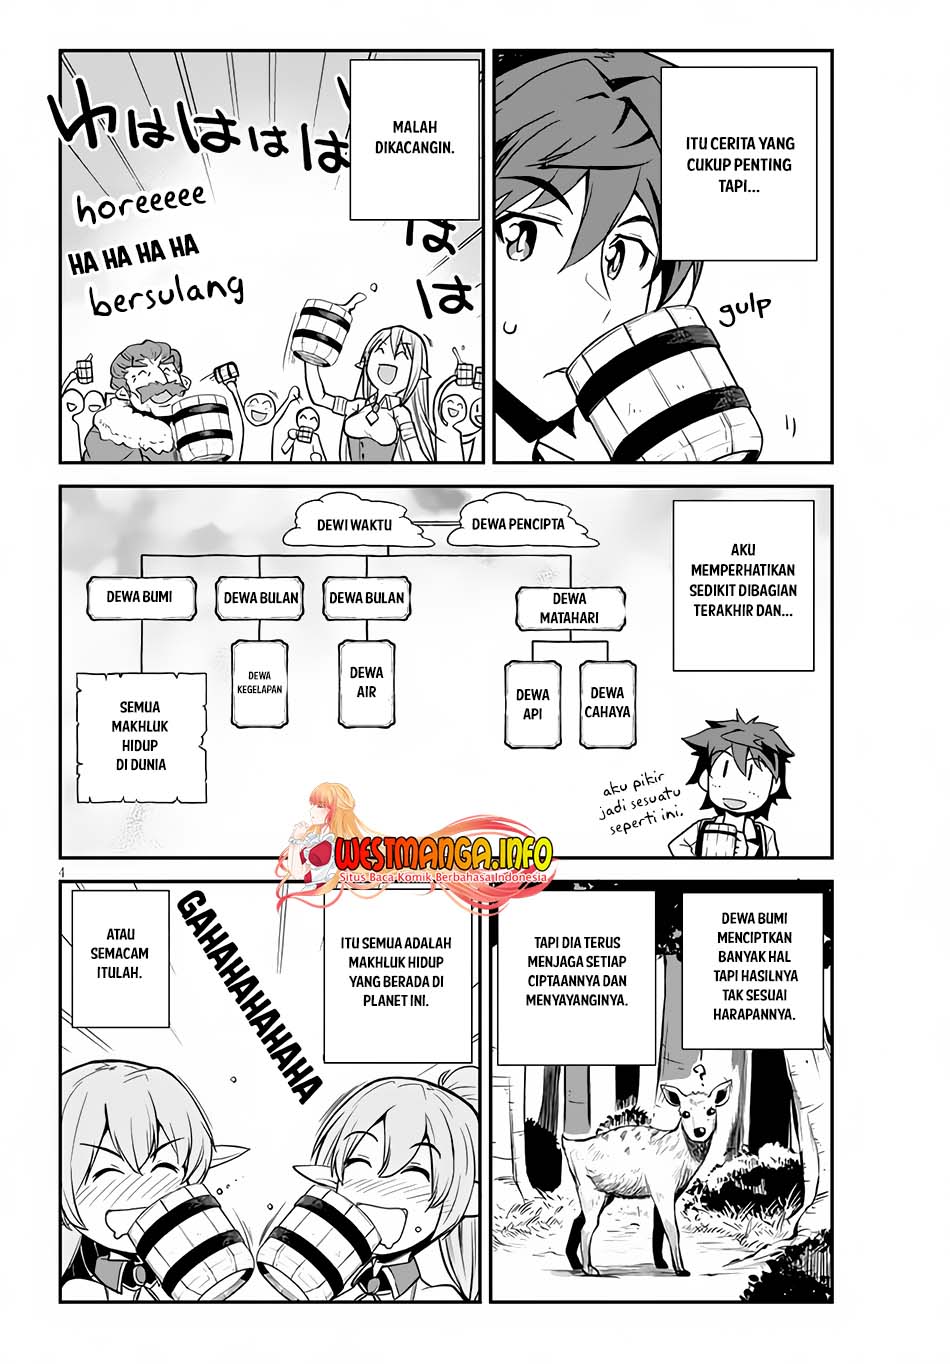 ITU CERITA YANG
CUKUP PENTING
TAPI...
gulp
MALAH
DIKACANGIN.
わははははは
horeeeee
HA HA HA HA
bersulang
はは
AKU
MEMPERHATIKAN
SEDIKIT DIBAGIAN
TERAKHIR DAN...
DEWI WAKTU
DEWA PENCIPTA
DEWA BUMI
DEWA BULAN
DEWA BULAN
DEWA
MATAHARI
DEWA
KEGELAPAN
DEWA
AIR
DEWA
API
DEWA
CAHAYA
SEMUA
MAKHLUK
HIDUP
DI DUNIA
aku pikir
jadi sesuatu
seperti ini.
WESTMANGA.INFO
Situs Baca Komik Berbahasa Indonesia
4
DEWA BUMI
MENCIPTKAN
BANYAK HAL
TAPI HASILNYA
TAK SESUAI
HARAPANNYA.
TAPI DIA TERUS
MENJAGA SETIAP
CIPTAANNYA DAN
MENYAYANGINYA.
?
ITU SEMUA ADALAH
MAKHLUK HIDUP
YANG BERADA DI
PLANET INI.
GAHAHAHAHAHA
ATAU
SEMACAM
ITULAH.